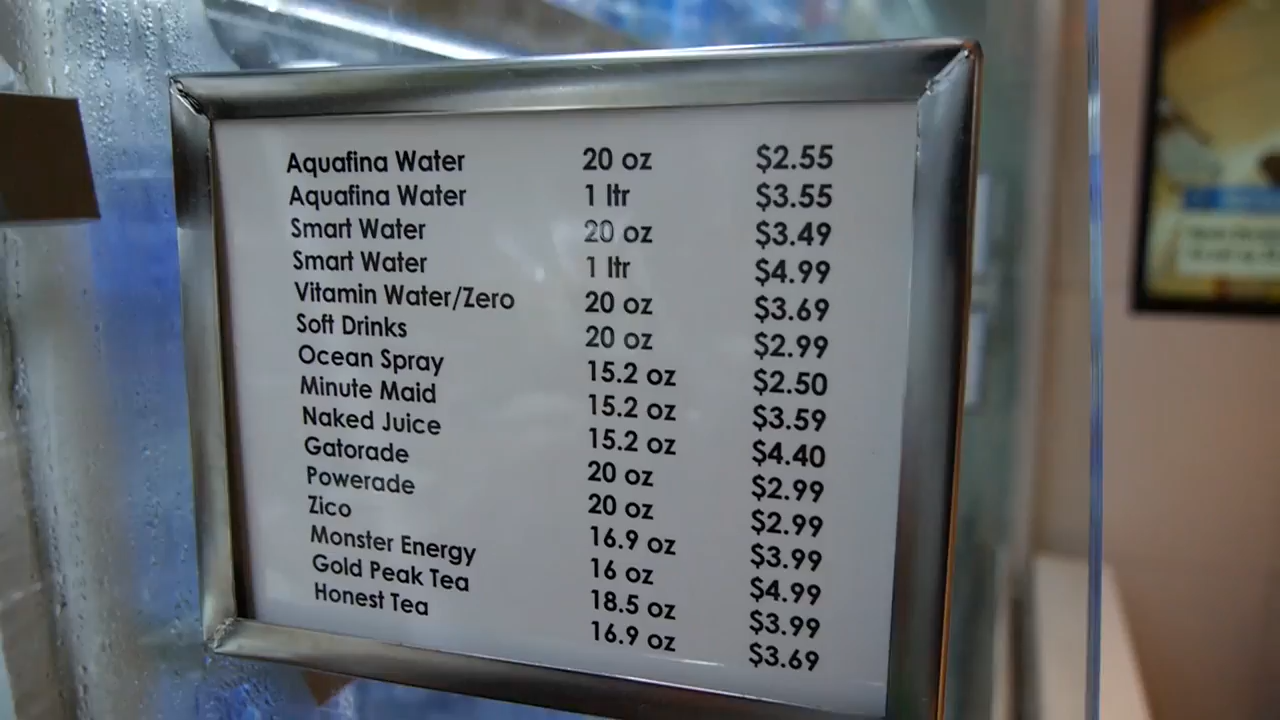 Aquafina Water 20 oz $2.55
Aquafina Water 1 ltr $3.55
Smart Water 20 oz $3.49
Smart Water 1 ltr $4.99
Vitamin Water/Zero 20 oz $3.69
Soft Drinks 20 oz $2.99
Ocean Spray 15.2 oz $2.50
Minute Maid 15.2 oz $3.59
Naked Juice 15.2 oz $4.40
Gatorade 20 oz $2.99
Powerade 20 oz $2.99
Zico 16.9 oz $3.99
Monster Energy 16 oz $4.99
Gold Peak Tea 18.5 oz $3.99
Honest Tea 16.9 oz $3.69